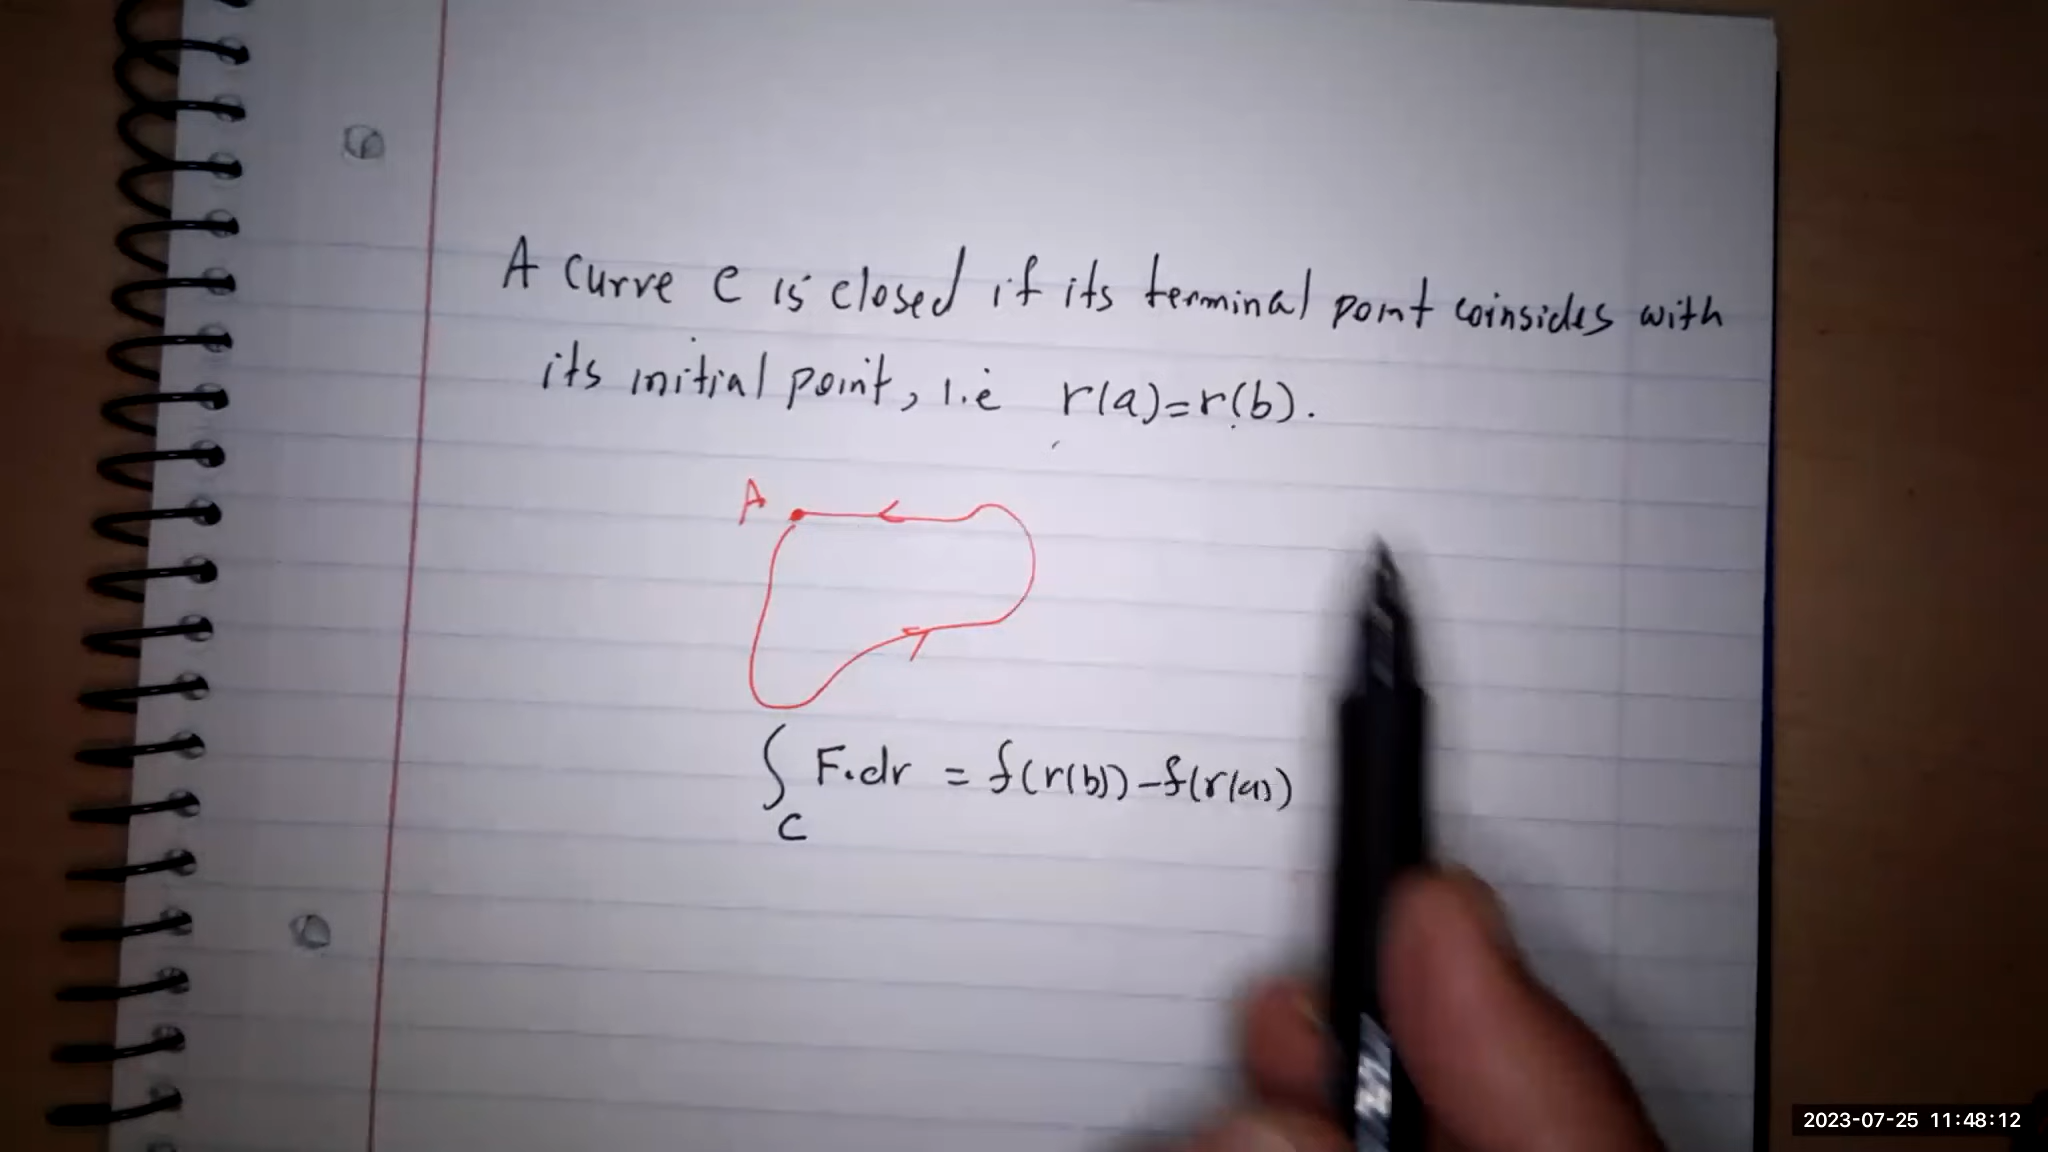 A curve C is closed if its terminal point coinsides with
its initial point, i.e r(a)=r(b).
A
∫ F.dr = f(r(b))-f(r(a))
C
2023-07-25 11:48:12